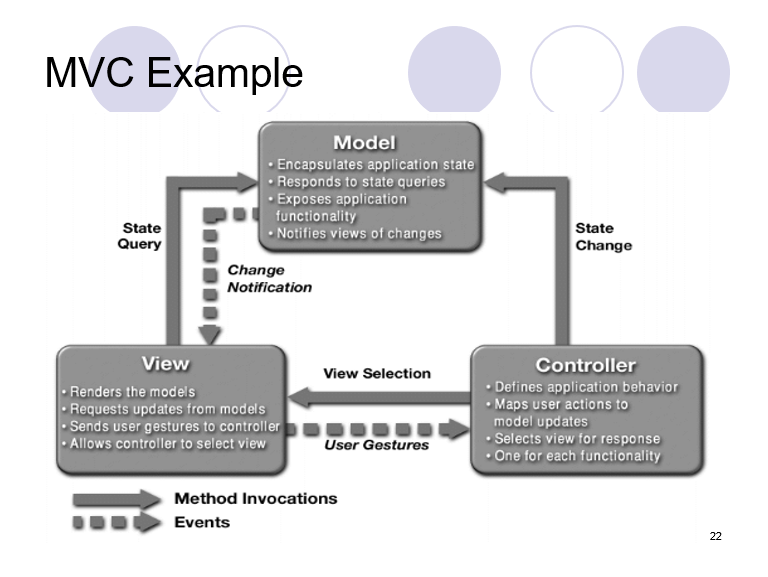 MVC Example
Model
• Encapsulates application state
• Responds to state queries
• Exposes application
functionality
• Notifies views of changes
State
Query
State
Change
Change
Notification
View
• Renders the models
• Requests updates from models
• Sends user gestures to controller
• Allows controller to select view
View Selection
User Gestures
Controller
• Defines application behavior
• Maps user actions to
model updates
• Selects view for response
• One for each functionality
Method Invocations
Events
22